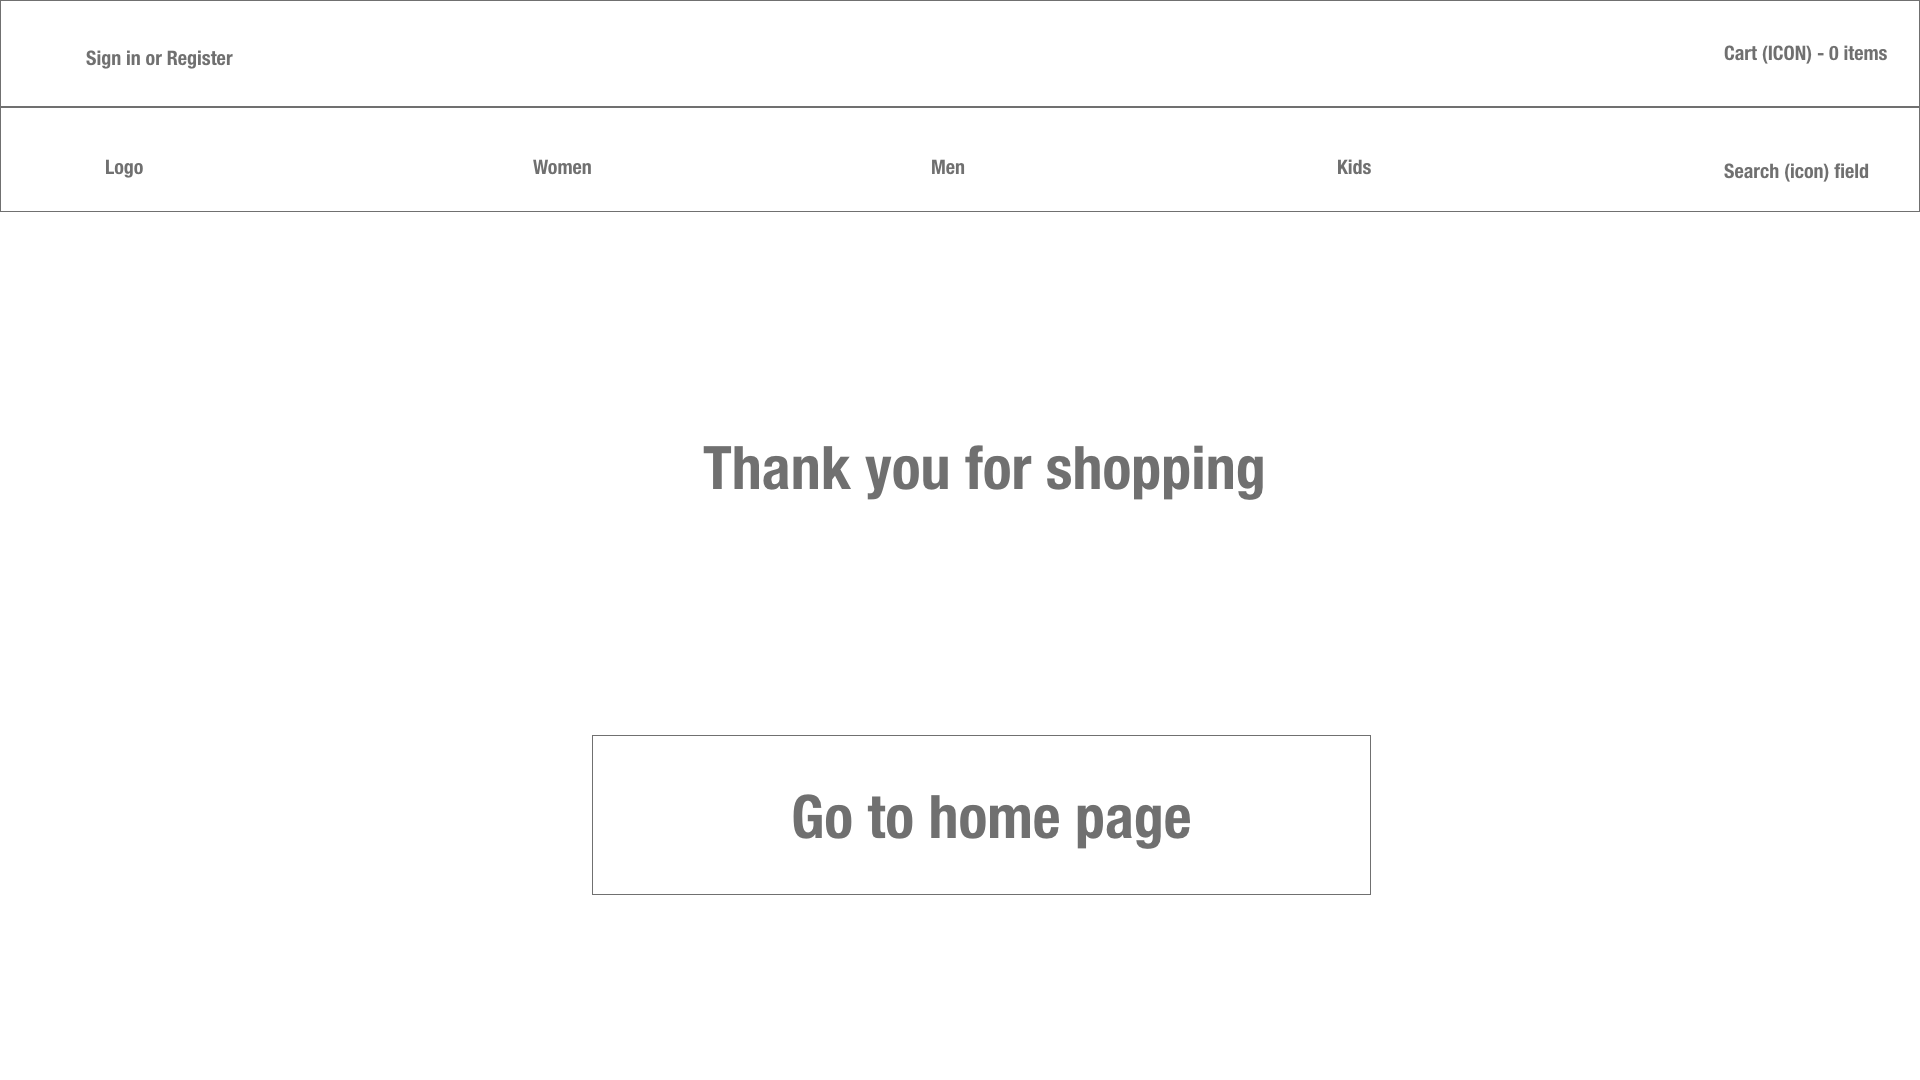 Sign in or Register
Cart (ICON) - 0 items
Logo
Women
Men
Kids
Search (icon) field
Thank you for shopping
Go to home page